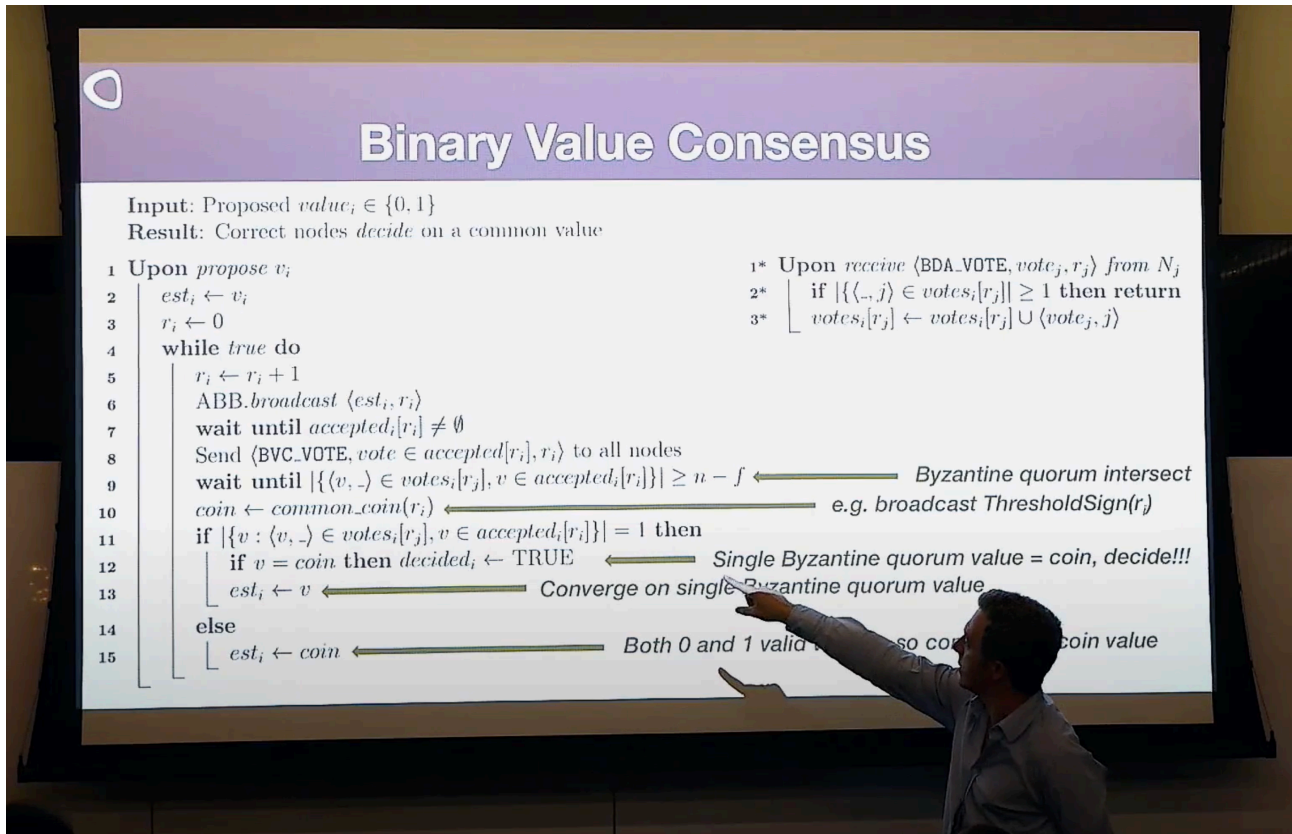 Binary Value Consensus
Input: Proposed value_i ∈ {0, 1}
Result: Correct nodes decide on a common value
1 Upon propose v_i
2 est_i ← v_i
3 r_i ← 0
4 while true do
5 r_i ← r_i + 1
6 ABB.broadcast ⟨est_i, r_i⟩
7 wait until accepted_i[r_i] ≠ ∅
8 Send ⟨BVC_VOTE, vote ∈ accepted[r_i], r_i⟩ to all nodes
9 wait until |{⟨v, _⟩ ∈ votes_i[r_j], v ∈ accepted_i[r_i]}| ≥ n − f
Byzantine quorum intersect
10 coin ← common_coin(r_i)
e.g. broadcast ThresholdSign(r_i)
11 if |{v : ⟨v, _⟩ ∈ votes_i[r_j], v ∈ accepted_i[r_i]}| = 1 then
12 if v = coin then decided_i ← TRUE
Single Byzantine quorum value = coin, decide!!!
13 est_i ← v
Converge on single Byzantine quorum value
14 else
15 est_i ← coin
Both 0 and 1 valid so coin value
1* Upon receive ⟨BDA_VOTE, vote_j, r_j⟩ from N_j
2* if |{⟨_, j⟩ ∈ votes_i[r_j]| ≥ 1 then return
3* votes_i[r_j] ← votes_i[r_j] ∪ ⟨vote_j, j⟩